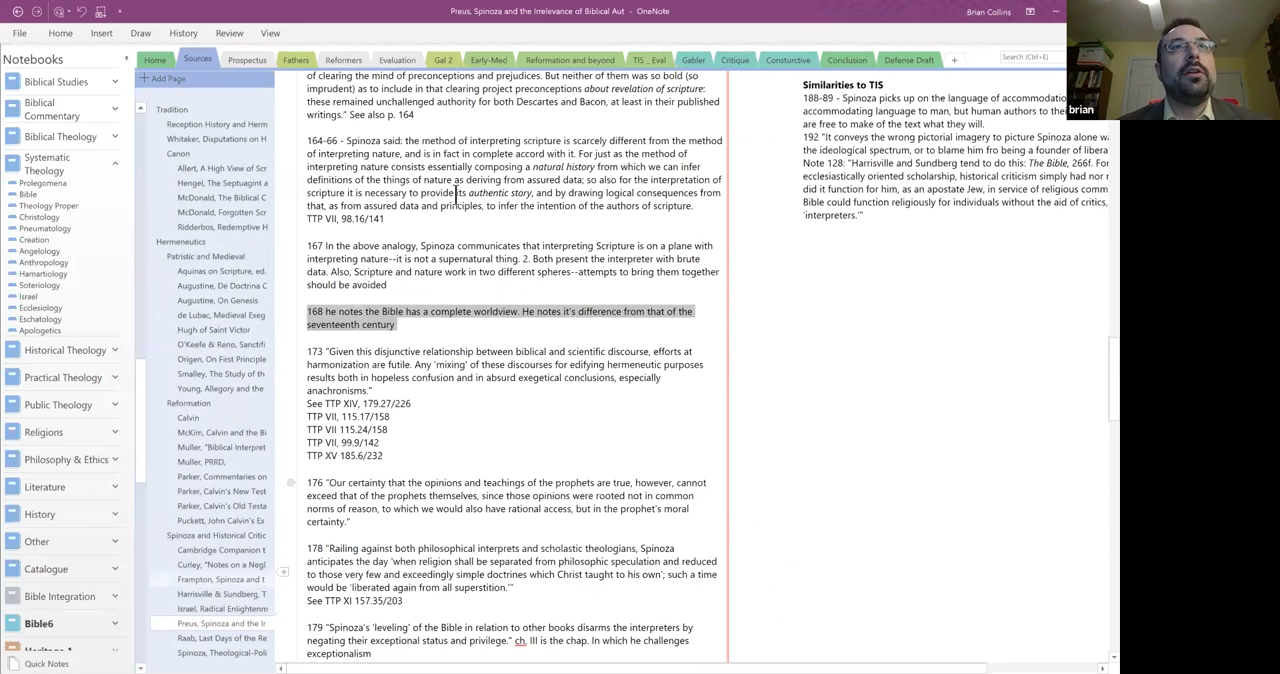 Preus, Spinoza and the Irrelevance of Biblical Aut - OneNote
Brian Collins
File Home Insert Draw History Review View
Notebooks
Home Sources Prospectus Fathers Reformers Evaluation Gal 2 Early-Med Reformation and beyond TIS _ Eval Gabler Critique Consturctive Conclusion Defense Draft +
Search (Ctrl+E)
brian
Biblical Studies
Biblical
Commentary
Biblical Theology
Systematic
Theology
Prolegomena
Bible
Theology Proper
Christology
Pneumatology
Creation
Angelology
Anthropology
Hamartiology
Soteriology
Israel
Ecclesiology
Eschatology
Apologetics
Historical Theology
Practical Theology
Public Theology
Religions
Philosophy & Ethics
Literature
History
Other
Catalogue
Bible Integration
Bible6
Heritage 1
Quick Notes
Add Page
Tradition
Reception History and Herm
Whitaker, Disputations on H
Canon
Allert, A High View of Scr
Hengel, The Septuagint a
McDonald, The Biblical C
McDonald, Forgotten Scr
Ridderbos, Redemptive H
Hermeneutics
Patristic and Medieval
Aquinas on Scripture, ed.
Augustine, De Doctrina C
Augustine, On Genesis
de Lubac, Medieval Exeg
Hugh of Saint Victor
O'Keefe & Reno, Sanctifi
Origen, On First Principle
Smalley, The Study of th
Young, Allegory and the
Reformation
Calvin
McKim, Calvin and the Bi
Muller, "Biblical Interpret
Muller, PRRD,
Parker, Commentaries on
Parker, Calvin's New Test
Parker, Calvin's Old Testa
Puckett, John Calvin's Ex
Spinoza and Historical Critic
Cambridge Companion t
Curley, "Notes on a Negl
Frampton, Spinoza and t
Harrisville & Sundberg, T
Israel, Radical Enlightenm
Preus, Spinoza and the Ir
Raab, Last Days of the Re
Spinoza, Theological-Poli
of clearing the mind of preconceptions and prejudices. But neither of them was so bold (so
imprudent) as to include in that clearing project preconceptions about revelation of scripture:
these remained unchallenged authority for both Descartes and Bacon, at least in their published
writings." See also p. 164
164-66 - Spinoza said: the method of interpreting scripture is scarcely different from the method
of interpreting nature, and is in fact in complete accord with it. For just as the method of
interpreting nature consists essentially composing a natural history from which we can infer
definitions of the things of nature as deriving from assured data; so also for the interpretation of
scripture it is necessary to provide its authentic story, and by drawing logical consequences from
that, as from assured data and principles, to infer the intention of the authors of scripture.
TTP VII, 98.16/141
167 In the above analogy, Spinoza communicates that interpreting Scripture is on a plane with
interpreting nature--it is not a supernatural thing. 2. Both present the interpreter with brute
data. Also, Scripture and nature work in two different spheres--attempts to bring them together
should be avoided
168 he notes the Bible has a complete worldview. He notes it's difference from that of the
seventeenth century
173 "Given this disjunctive relationship between biblical and scientific discourse, efforts at
harmonization are futile. Any 'mixing' of these discourses for edifying hermeneutic purposes
results both in hopeless confusion and in absurd exegetical conclusions, especially
anachronisms."
See TTP XIV, 179.27/226
TTP VII, 115.17/158
TTP VII 115.24/158
TTP VII, 99.9/142
TTP XV 185.6/232
176 "Our certainty that the opinions and teachings of the prophets are true, however, cannot
exceed that of the prophets themselves, since those opinions were rooted not in common
norms of reason, to which we would also have rational access, but in the prophet's moral
certainty."
178 "Railing against both philosophical interprets and scholastic theologians, Spinoza
anticipates the day 'when religion shall be separated from philosophic speculation and reduced
to those very few and exceedingly simple doctrines which Christ taught to his own'; such a time
would be 'liberated again from all superstition.'"
See TTP XI 157.35/203
179 "Spinoza's 'leveling' of the Bible in relation to other books disarms the interpreters by
negating their exceptional status and privilege." ch, III is the chap. In which he challenges
exceptionalism
Similarities to TIS
188-89 - Spinoza picks up on the language of accommodation
accommodating language to man, but human authors to the
are free to make of the text what they will.
192 "It conveys the wrong pictorial imagery to picture Spinoza alone w
the ideological spectrum, or to blame him fro being a founder of liberal
Note 128: "Harrisville and Sundberg tend to do this: The Bible, 266f. For
ecclesiastically oriented scholarship, historical criticism simply had nor
did it function for him, as an apostate Jew, in service of religious comm
Bible could function religiously for individuals without the aid of critics,
'interpreters.'"